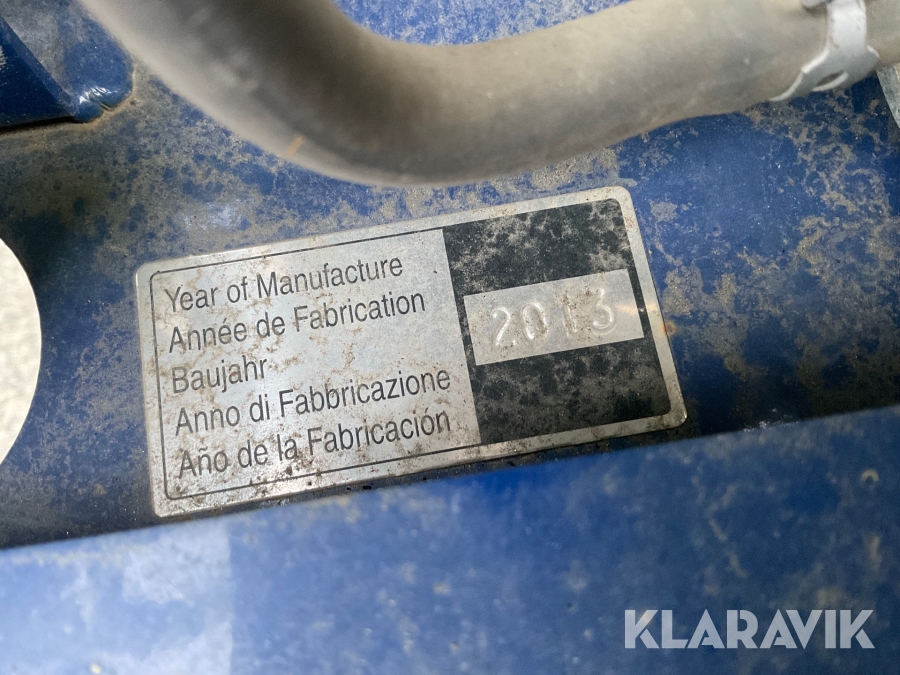 Year of Manufacture
Année de Fabrication
Baujahr
Anno di Fabbricazione
Año de la Fabricación
2013
KLARAVIK